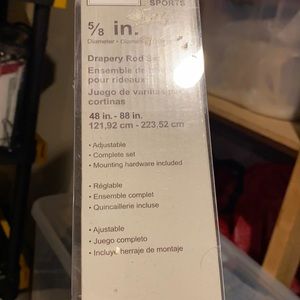 SPORTS
5/8 in.
Diameter •
Drapery Rod
Ensemble de
pour rideaux
Juego de varillas
cortinas
48 in. - 88 in.
121,92 cm - 223,52 cm
• Adjustable
• Complete set
• Mounting hardware included
• Réglable
• Ensemble complet
• Quincaillerie incluse
• Ajustable
• Juego completo
• Incluye herraje de montaje